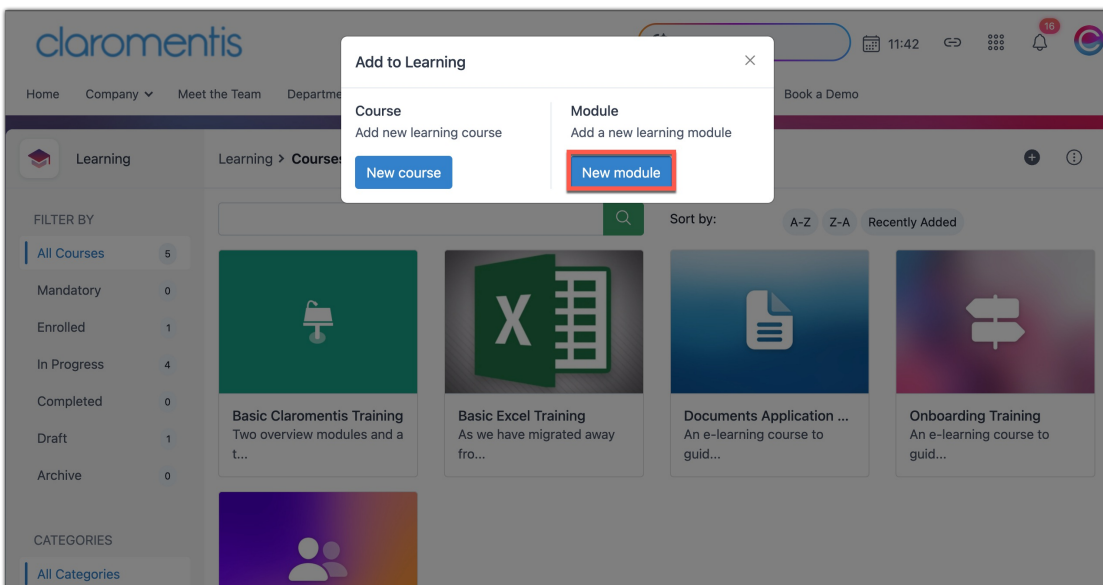 claromentis
11:42
16
Home Company Meet the Team Departme
Book a Demo
Add to Learning
Course
Add new learning course
New course
Module
Add a new learning module
New module
Learning
Learning > Courses
FILTER BY
All Courses 5
Mandatory 0
Enrolled 1
In Progress 4
Completed 0
Draft 1
Archive 0
CATEGORIES
All Categories
Sort by: A-Z Z-A Recently Added
X
Basic Claromentis Training
Two overview modules and a
t...
Basic Excel Training
As we have migrated away
fro...
Documents Application ...
An e-learning course to
guid...
Onboarding Training
An e-learning course to
guid...